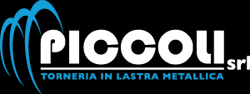 PICCOLI srl
TORNERIA IN LASTRA METALLICA